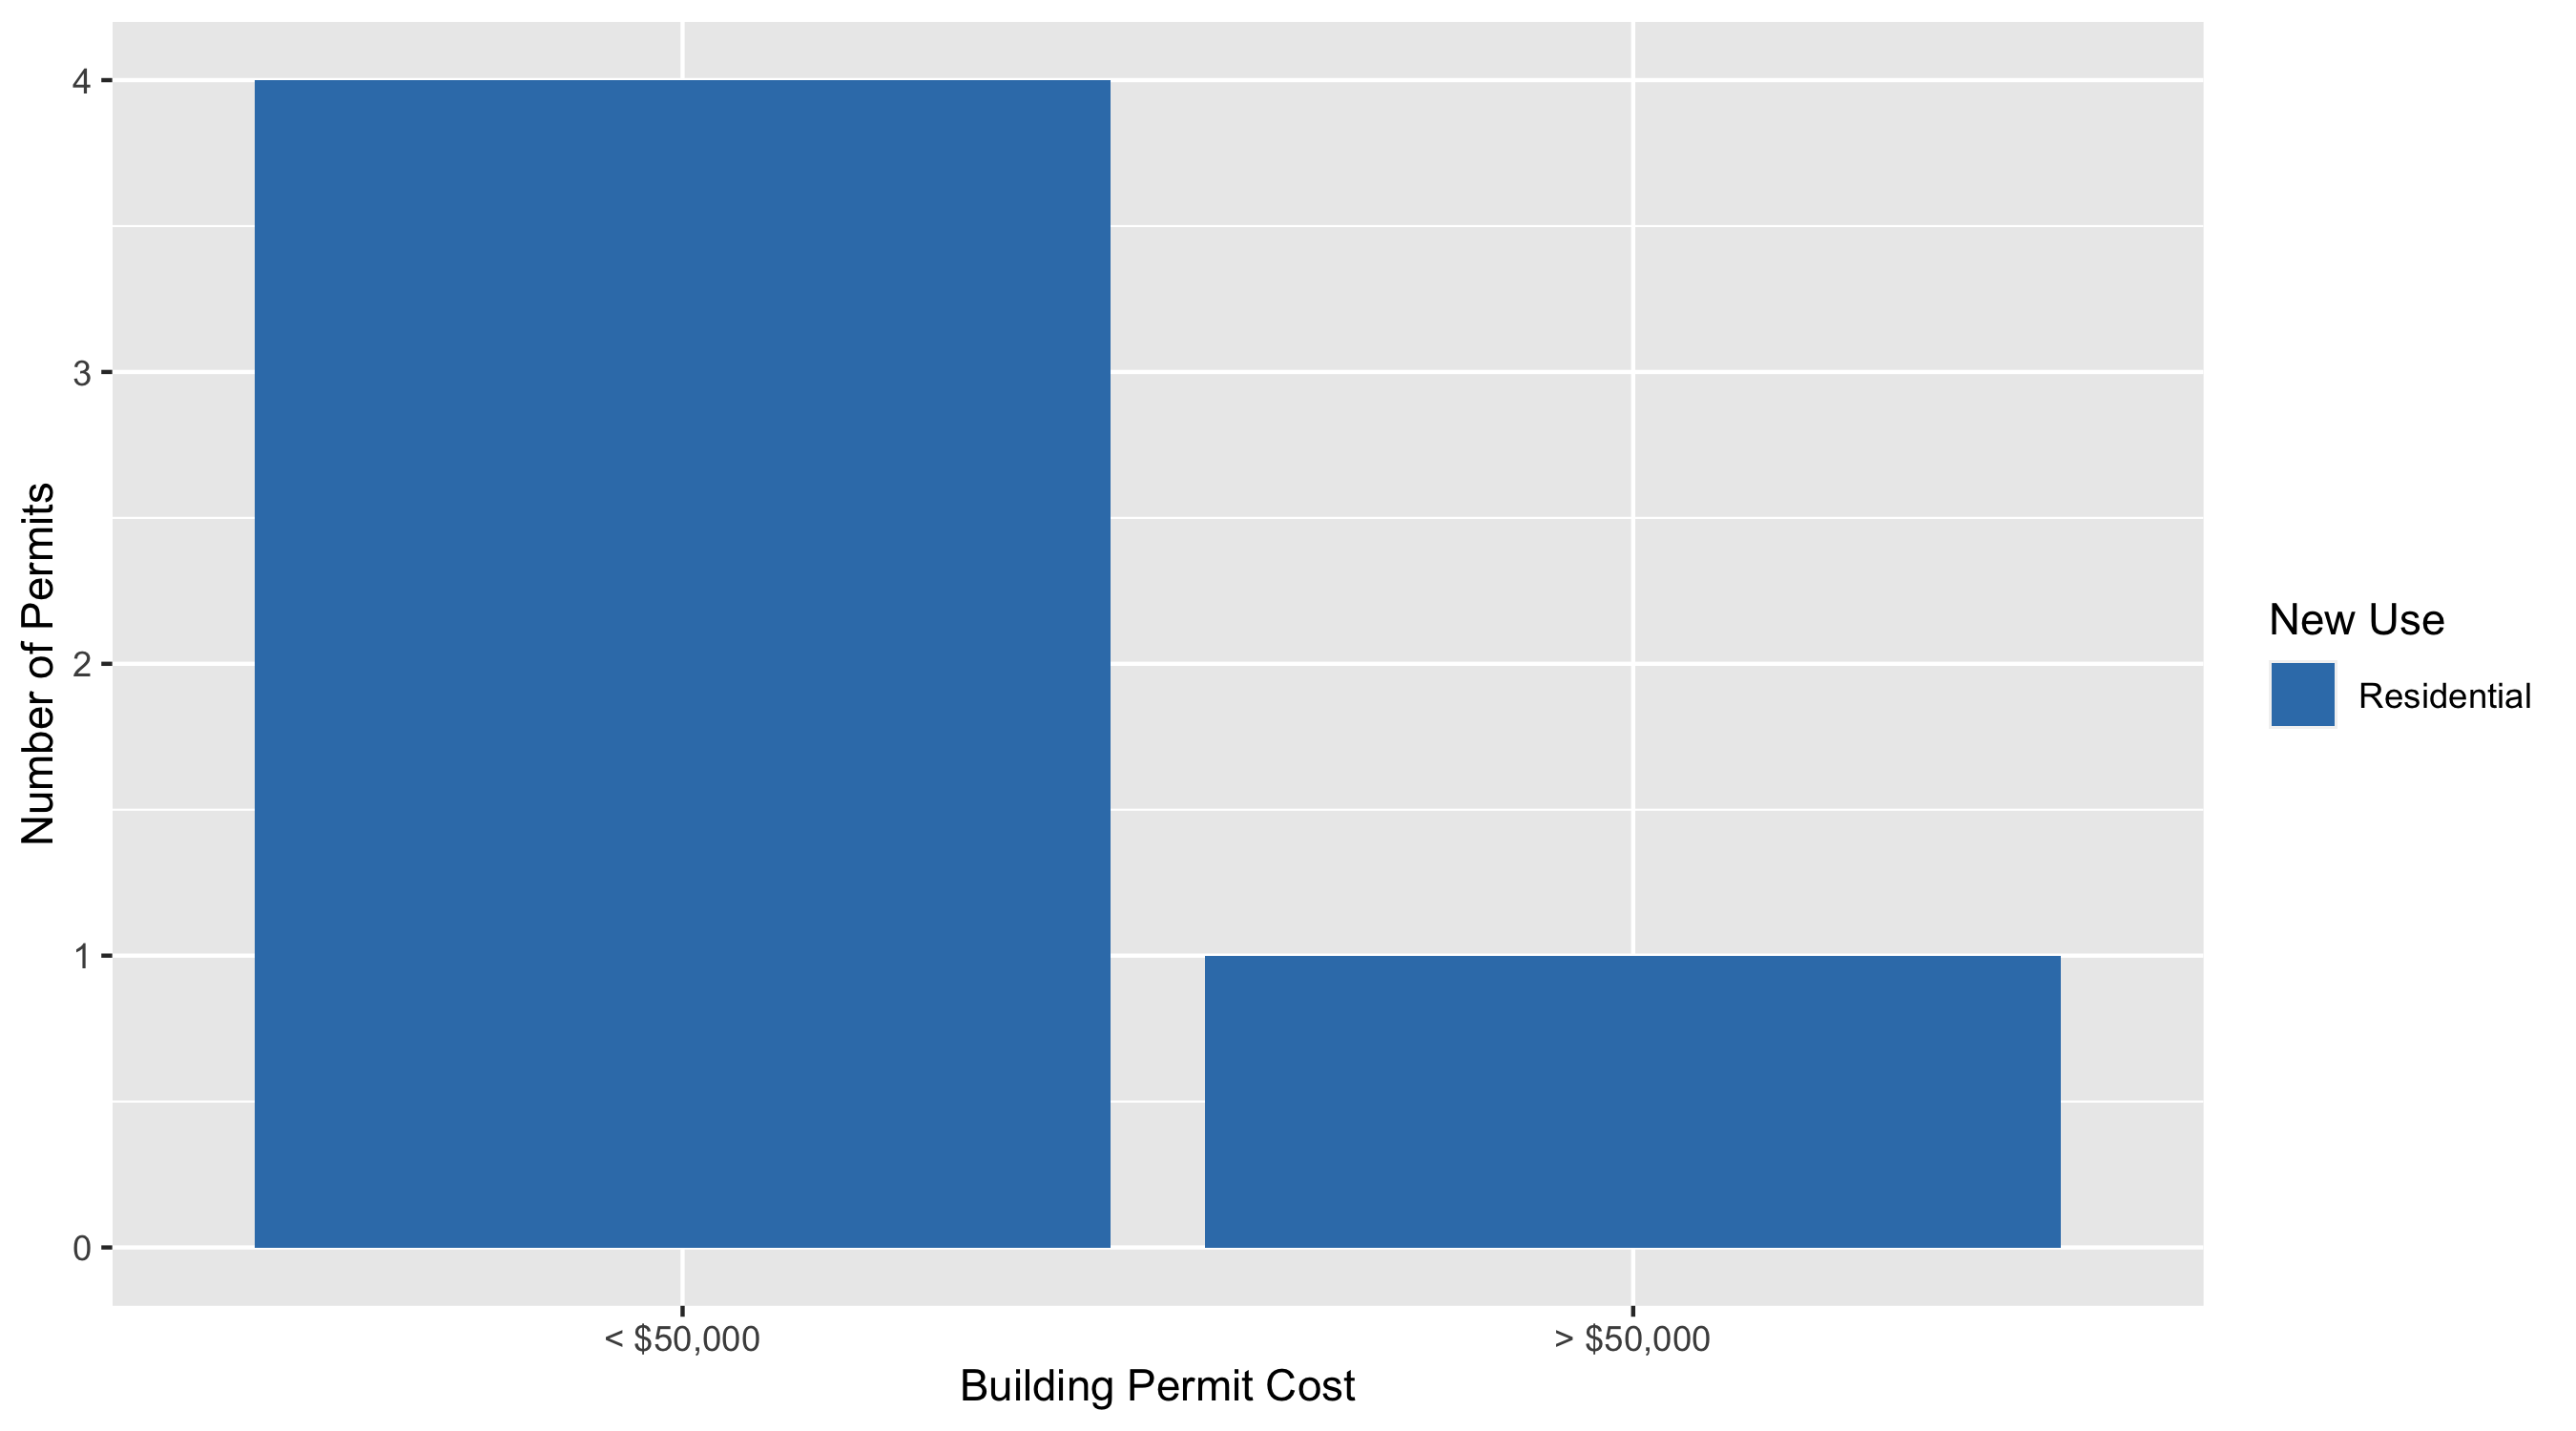 4
3
2
1
0
Number of Permits
< $50,000
> $50,000
Building Permit Cost
New Use
Residential